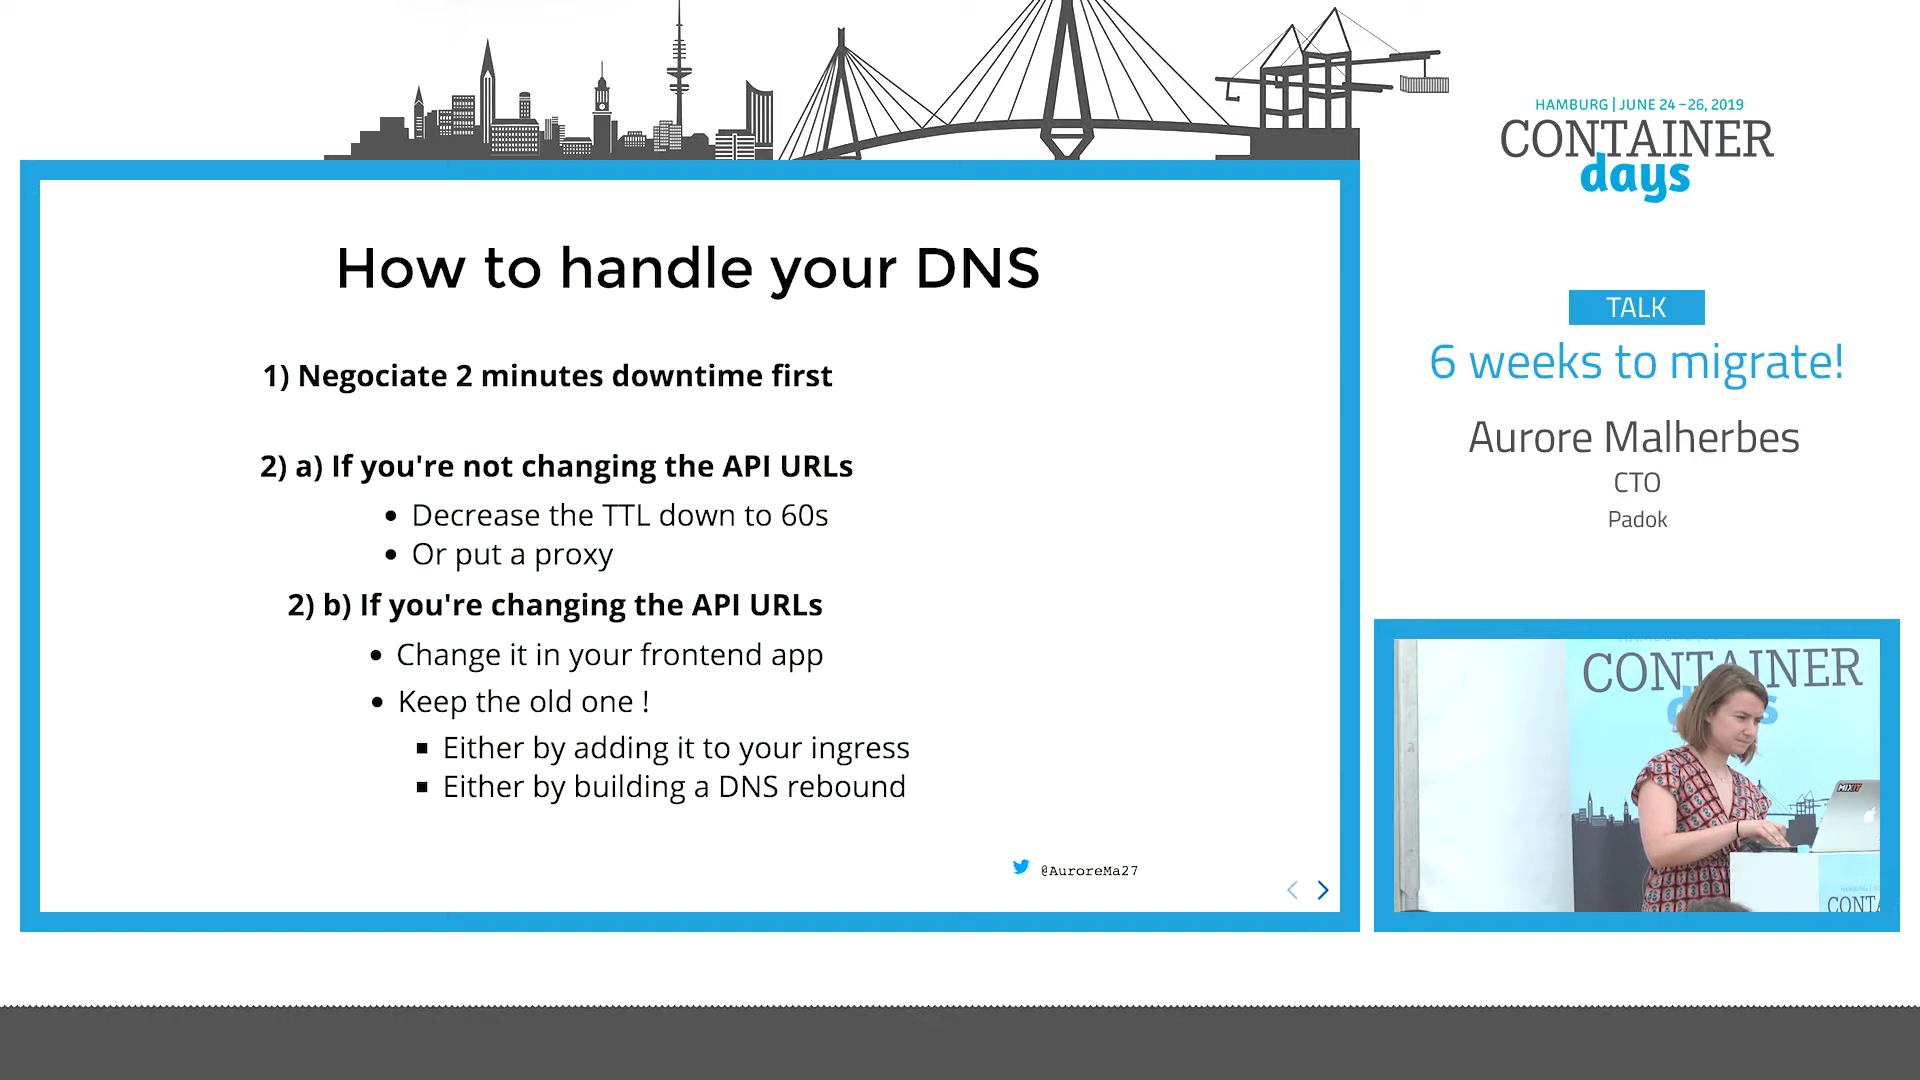 HAMBURG | JUNE 24 – 26, 2019
CONTAINER
days
How to handle your DNS
1) Negociate 2 minutes downtime first
2) a) If you're not changing the API URLs
• Decrease the TTL down to 60s
• Or put a proxy
2) b) If you're changing the API URLs
• Change it in your frontend app
• Keep the old one !
▪ Either by adding it to your ingress
▪ Either by building a DNS rebound
@AuroreMa27
TALK
6 weeks to migrate!
Aurore Malherbes
CTO
Padok
CONTAINER
MIXIT